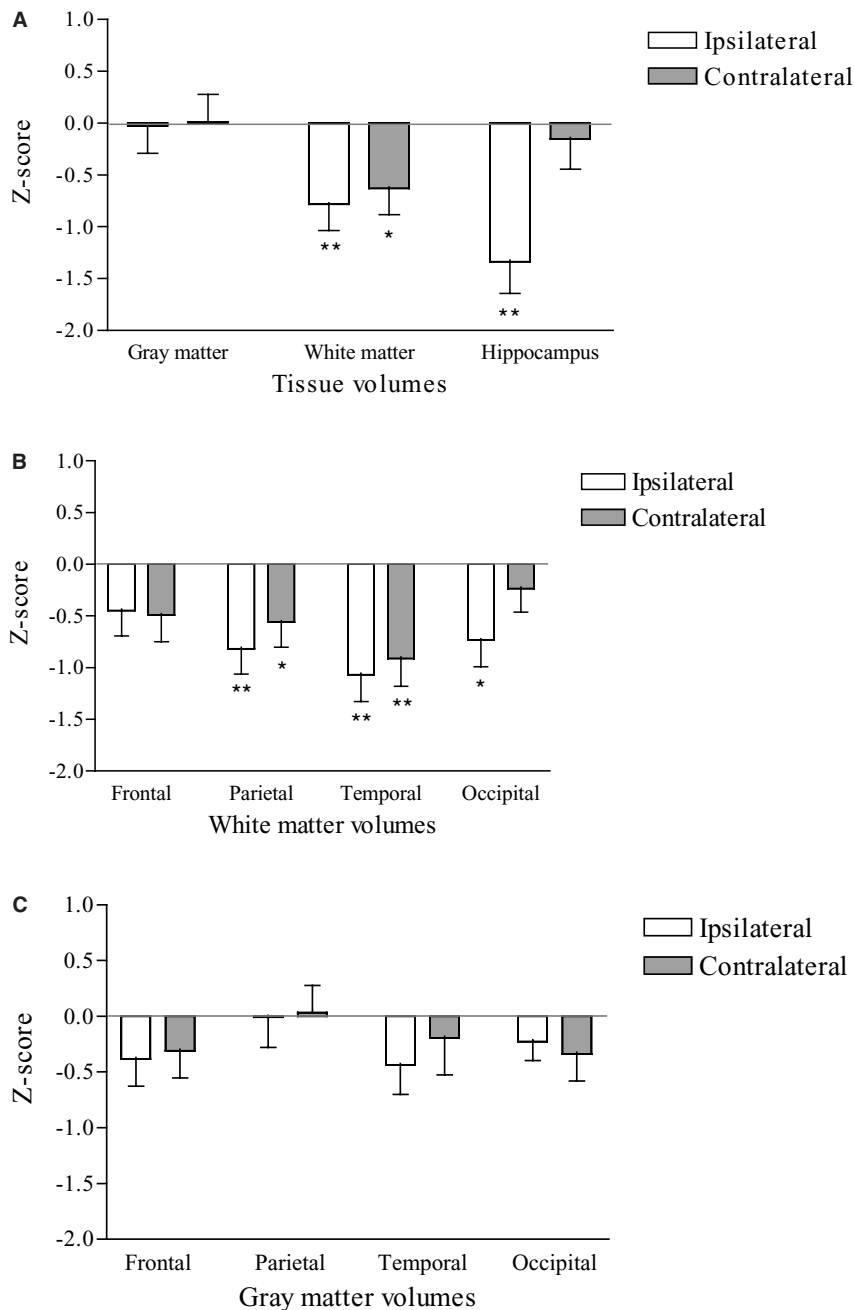 A
Ipsilateral
Contralateral
1.0
0.5
0.0
-0.5
-1.0
-1.5
-2.0
Z-score
** * **
Gray matter White matter Hippocampus
Tissue volumes
B
Ipsilateral
Contralateral
1.0
0.5
0.0
-0.5
-1.0
-1.5
-2.0
Z-score
** * ** ** *
Frontal Parietal Temporal Occipital
White matter volumes
C
Ipsilateral
Contralateral
1.0
0.5
0.0
-0.5
-1.0
-1.5
-2.0
Z-score
Frontal Parietal Temporal Occipital
Gray matter volumes